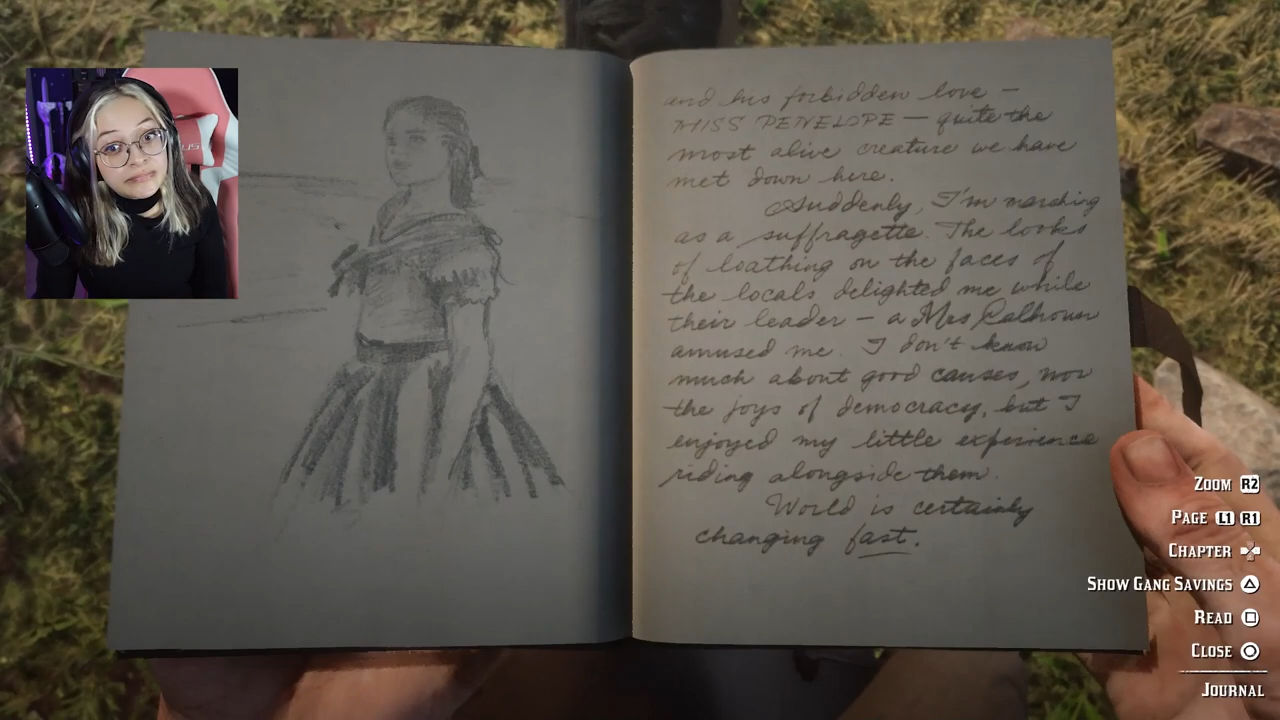 and his forbidden love -
MISS PENELOPE - quite the
most alive creature we have
met down here.
Suddenly, I'm marching
as a suffragette. The looks
of loathing on the faces of
the locals delighted me while
their leader - a Mrs Calhoun
amused me. I don't know
much about good causes, nor
the joys of democracy, but I
enjoyed my little experience
riding alongside them.
World is certainly
changing fast.
ZOOM R2
PAGE L1 R1
CHAPTER
SHOW GANG SAVINGS
READ
CLOSE
JOURNAL